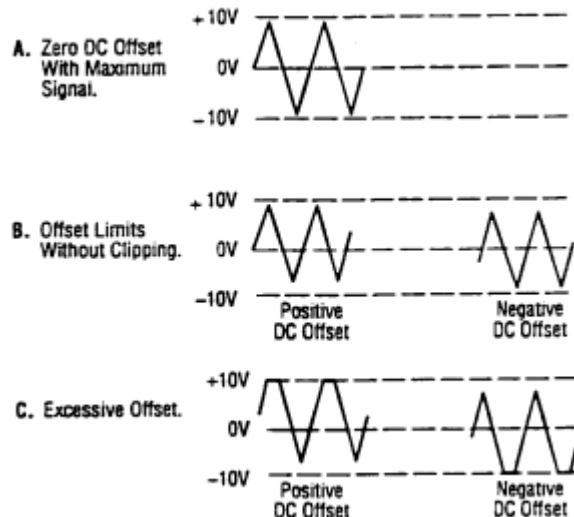 +10V
A. Zero DC Offset
With Maximum
Signal.
0V
-10V
+10V
B. Offset Limits
Without Clipping.
0V
-10V
Positive
DC Offset
Negative
DC Offset
+10V
C. Excessive Offset.
0V
-10V
Positive
DC Offset
Negative
DC Offset